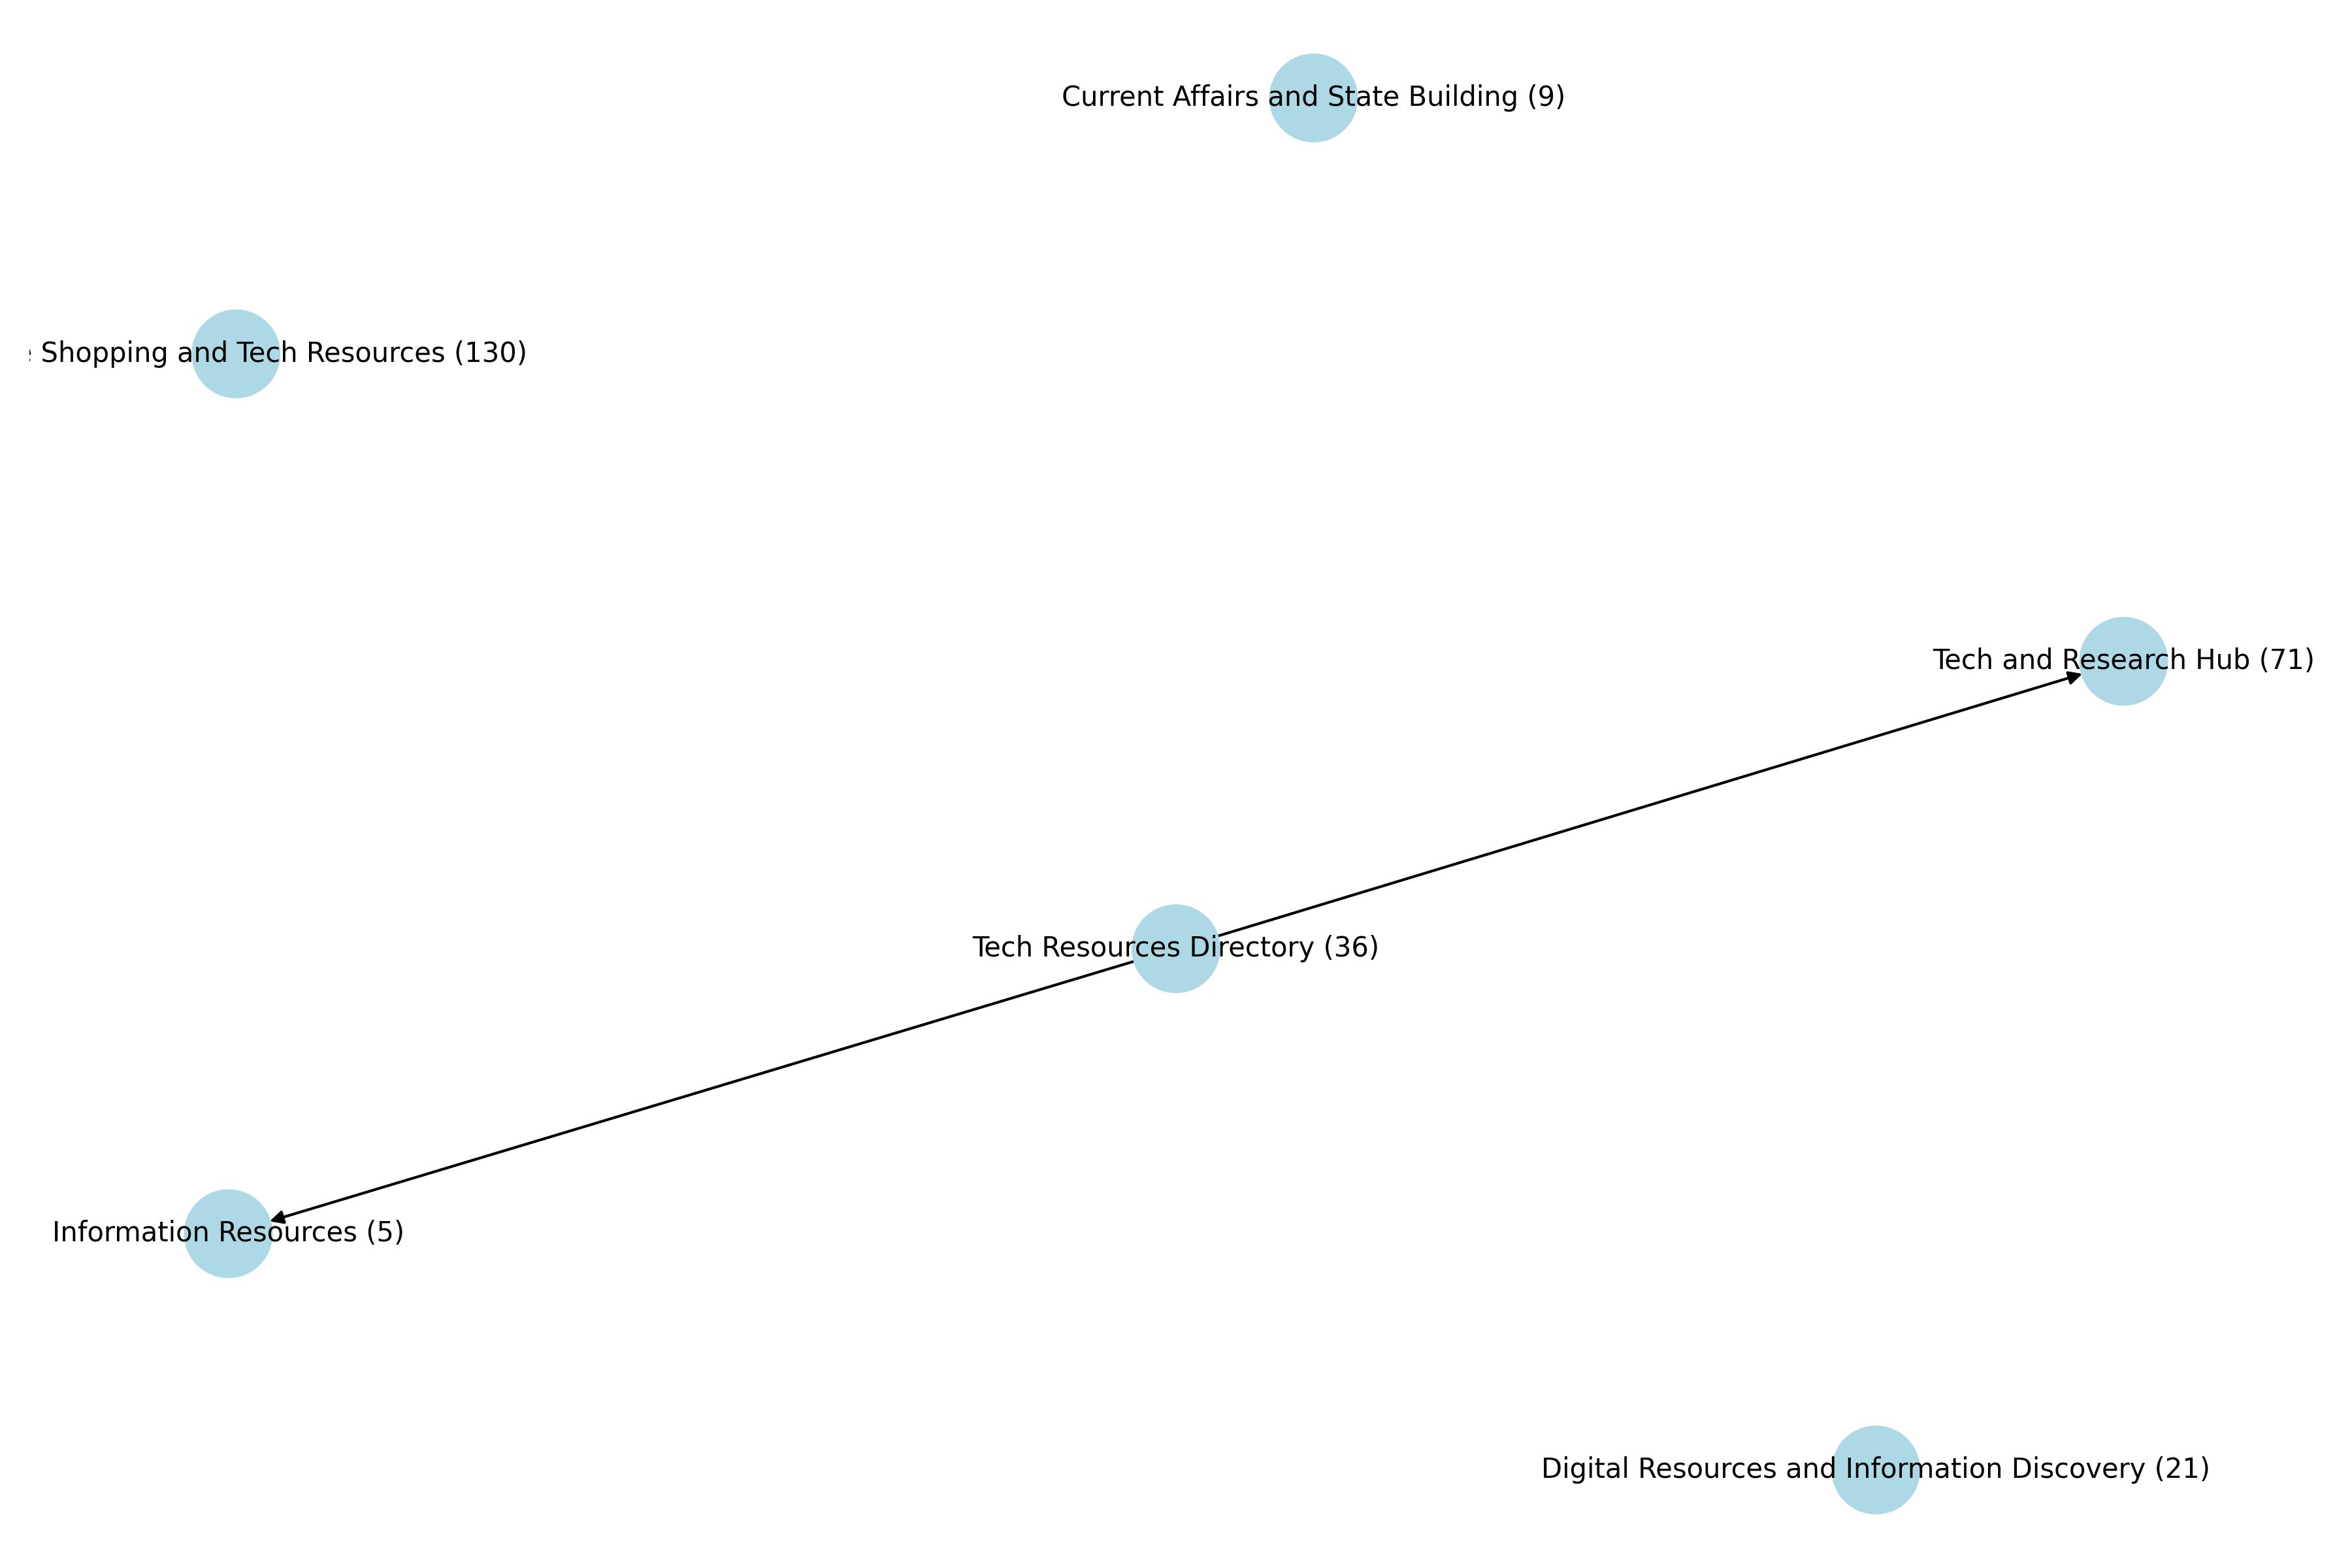 Current Affairs and State Building (9)
Shopping and Tech Resources (130)
Tech and Research Hub (71)
Tech Resources Directory (36)
Information Resources (5)
Digital Resources and Information Discovery (21)